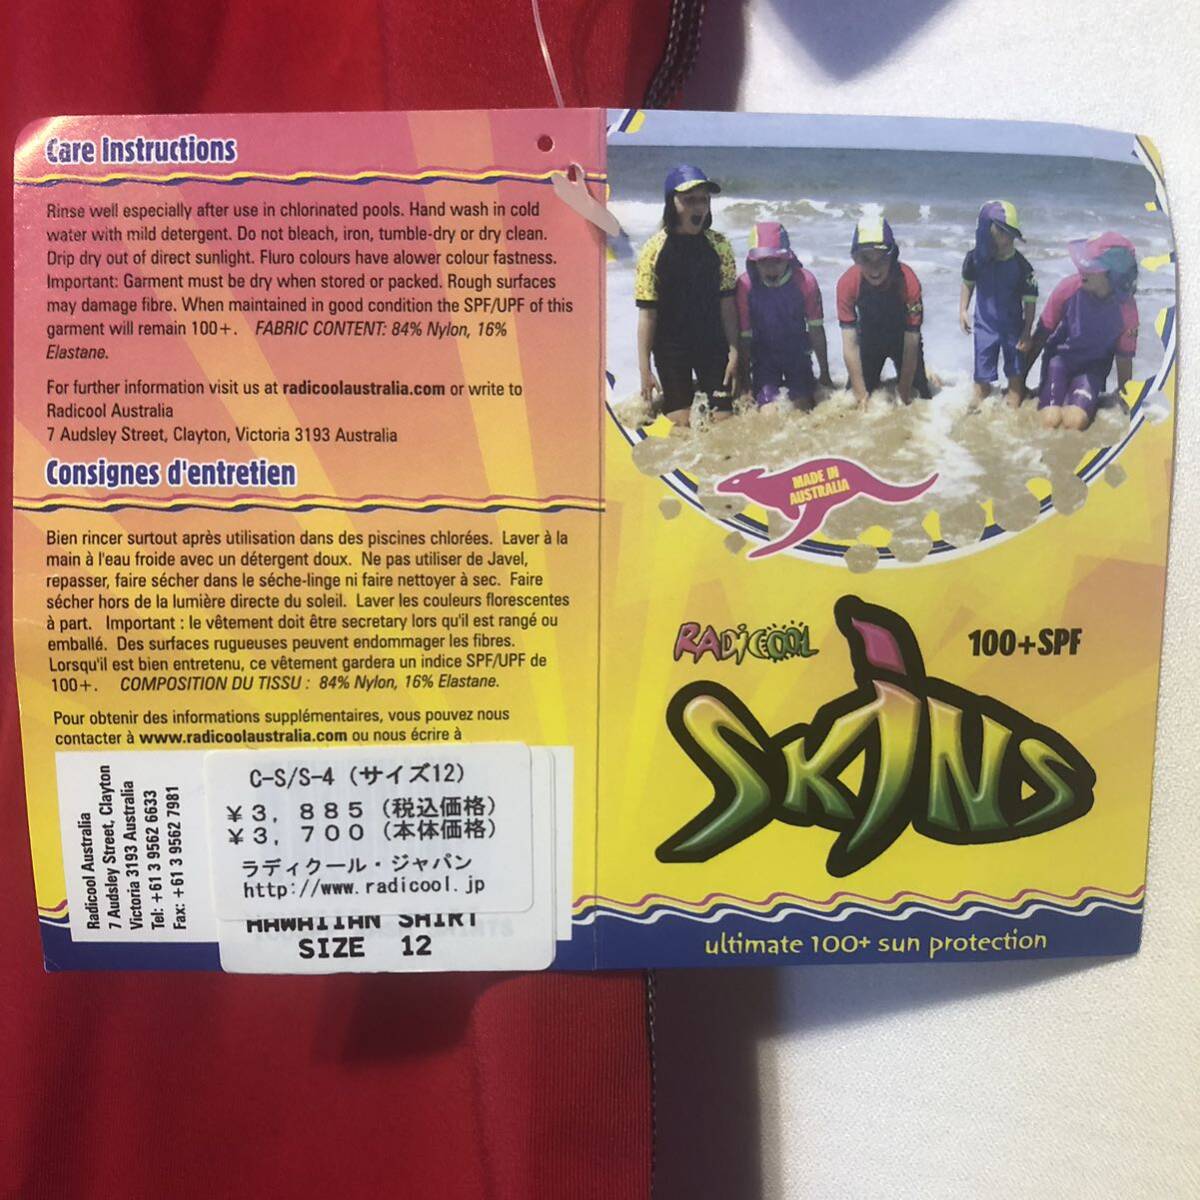 Care Instructions
Rinse well especially after use in chlorinated pools. Hand wash in cold
water with mild detergent. Do not bleach, iron, tumble-dry or dry clean.
Drip dry out of direct sunlight. Fluro colours have alower colour fastness.
Important: Garment must be dry when stored or packed. Rough surfaces
may damage fibre. When maintained in good condition the SPF/UPF of this
garment will remain 100+. FABRIC CONTENT: 84% Nylon, 16%
Elastane.
For further information visit us at radicoolaustralia.com or write to
Radicool Australia
7 Audsley Street, Clayton, Victoria 3193 Australia
Consignes d'entretien
Bien rincer surtout après utilisation dans des piscines chlorées. Laver à la
main à l'eau froide avec un détergent doux. Ne pas utiliser de Javel,
repasser, faire sécher dans le séche-linge ni faire nettoyer à sec. Faire
sécher hors de la lumière directe du soleil. Laver les couleurs florescentes
à part. Important : le vêtement doit être secretary lors qu'il est rangé ou
emballé. Des surfaces rugueuses peuvent endommager les fibres.
Lorsqu'il est bien entretenu, ce vêtement gardera un indice SPF/UPF de
100+. COMPOSITION DU TISSU : 84% Nylon, 16% Elastane.
Pour obtenir des informations supplémentaires, vous pouvez nous
contacter à www.radicoolaustralia.com ou nous écrire à
Radicool Australia
7 Audsley Street, Clayton
Victoria 3193 Australia
Tel: +61 3 9562 6633
Fax: +61 3 9562 7981
C-S/S-4 (サイズ12)
¥3,885(税込価格)
¥3,700(本体価格)
ラディクール・ジャパン
http://www.radicool.jp
HAWAIIAN SHIRT
SIZE 12
MADE IN
AUSTRALIA
RADiCOOL
100+SPF
SKINS
ultimate 100+ sun protection